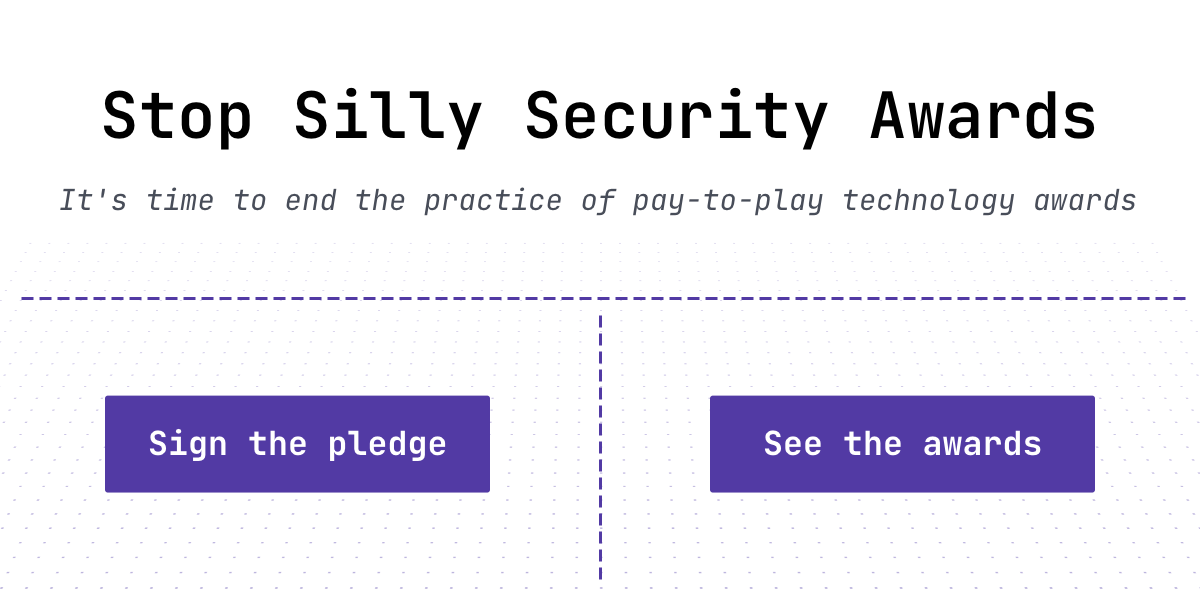 Stop Silly Security Awards
It's time to end the practice of pay-to-play technology awards
Sign the pledge
See the awards